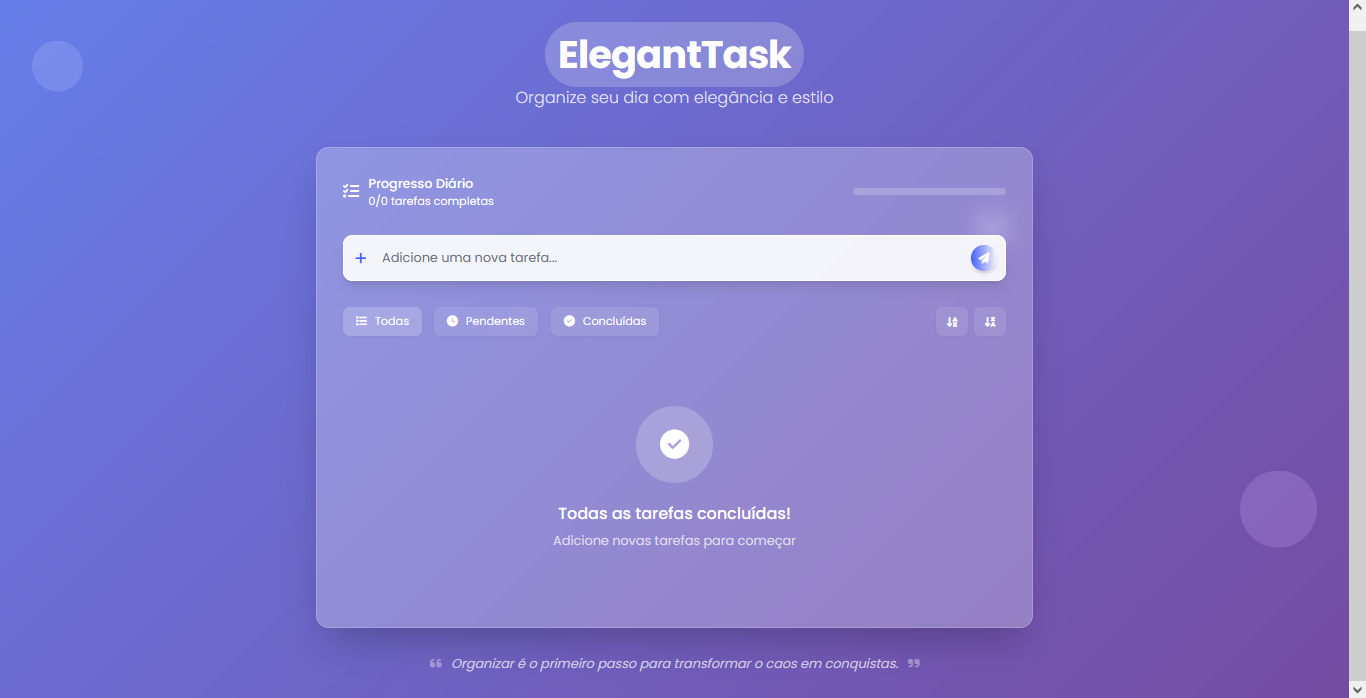 ElegantTask
Organize seu dia com elegância e estilo
Progresso Diário
0/0 tarefas completas
Adicione uma nova tarefa...
Todas
Pendentes
Concluídas
Todas as tarefas concluídas!
Adicione novas tarefas para começar
❝ Organizar é o primeiro passo para transformar o caos em conquistas. ❞